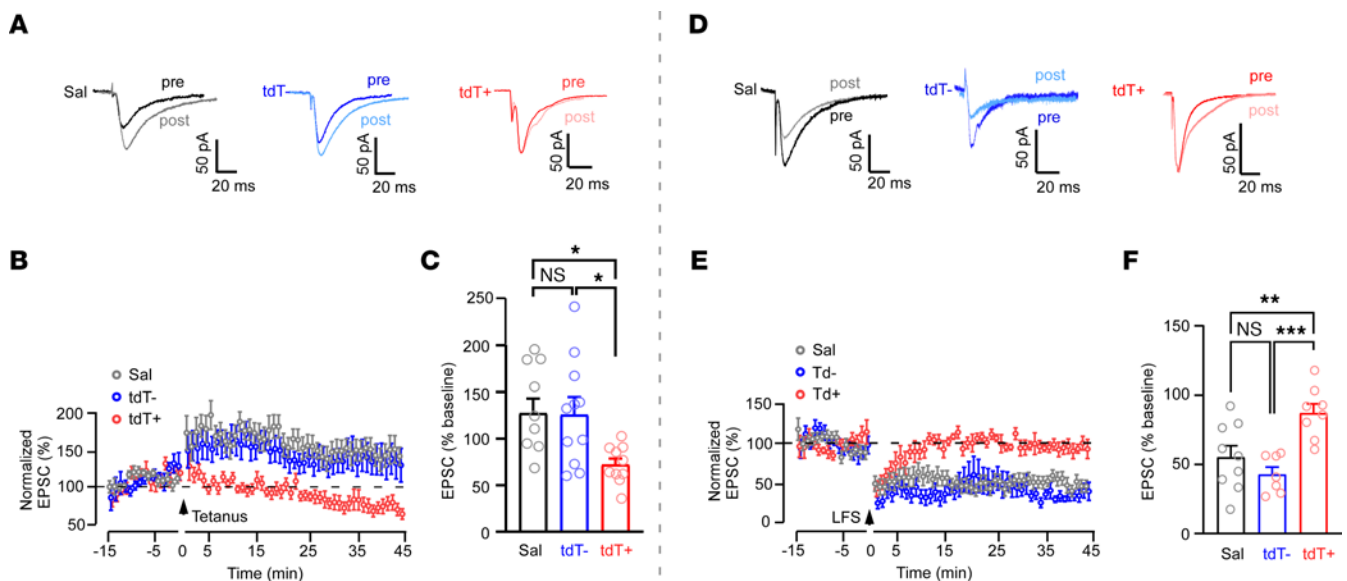 A
Sal
pre
post
50 pA
20 ms
tdT
pre
post
50 pA
20 ms
tdT+
pre
post
50 pA
20 ms
D
Sal
post
pre
50 pA
20 ms
tdT-
post
pre
50 pA
20 ms
tdT+
pre
post
50 pA
20 ms
B
Sal
tdT-
tdT+
Normalized
EPSC (%)
200
150
100
50
Tetanus
-15
-5
0
5
15
25
35
45
Time (min)
C
*
NS
*
EPSC (% baseline)
250
200
150
100
50
0
Sal
tdT-
tdT+
E
Sal
Td-
Td+
Normalized
EPSC (%)
150
100
50
0
LFS
-15
-5
0
5
15
25
35
45
Time (min)
F
**
NS
***
EPSC (% baseline)
150
100
50
0
Sal
tdT-
tdT+